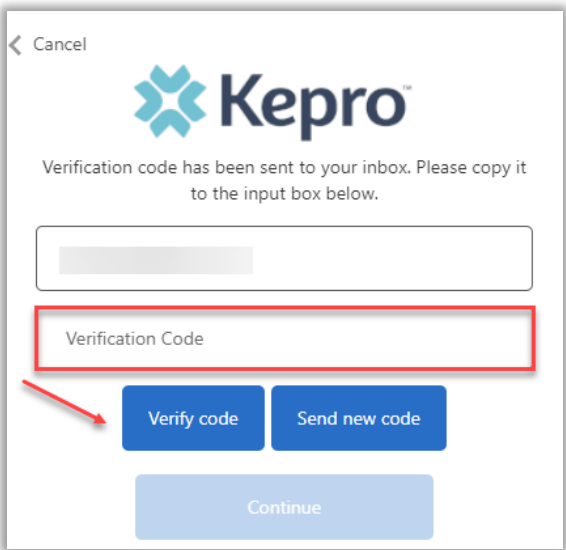 Cancel
Kepro™
Verification code has been sent to your inbox. Please copy it
to the input box below.
Verification Code
Verify code Send new code
Continue